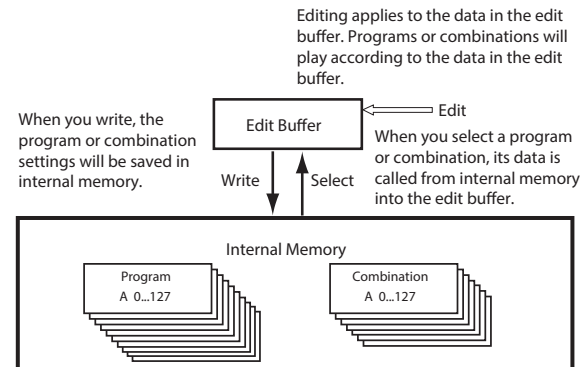 Editing applies to the data in the edit
buffer. Programs or combinations will
play according to the data in the edit
buffer.
Edit Buffer
Edit
When you write, the
program or combination
settings will be saved in
internal memory.
Write
Select
When you select a program
or combination, its data is
called from internal memory
into the edit buffer.
Internal Memory
Program
A 0...127
Combination
A 0...127